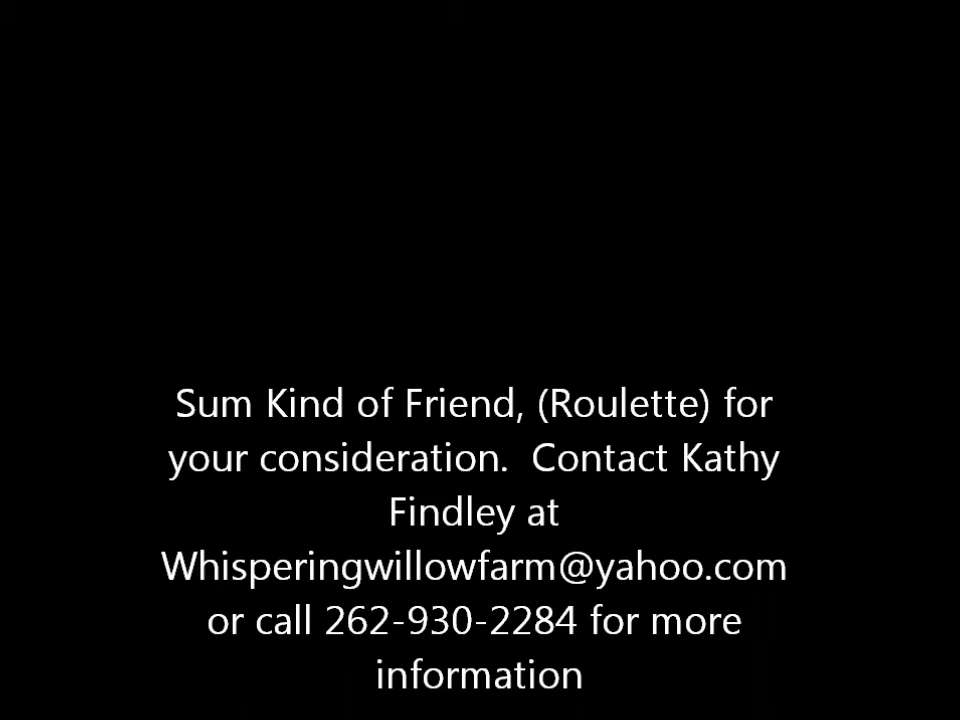 Sum Kind of Friend, (Roulette) for
your consideration.  Contact Kathy
Findley at
Whisperingwillowfarm@yahoo.com
or call 262-930-2284 for more
information